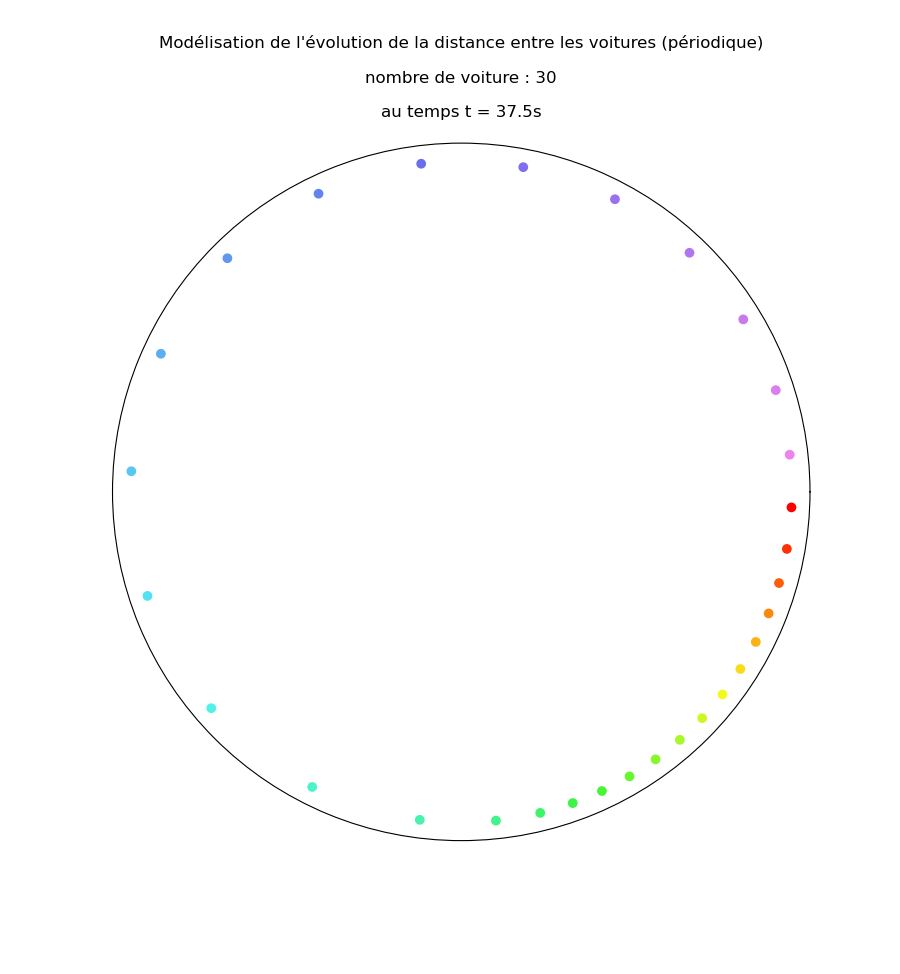 Modélisation de l'évolution de la distance entre les voitures (périodique)
nombre de voiture : 30
au temps t = 37.5s